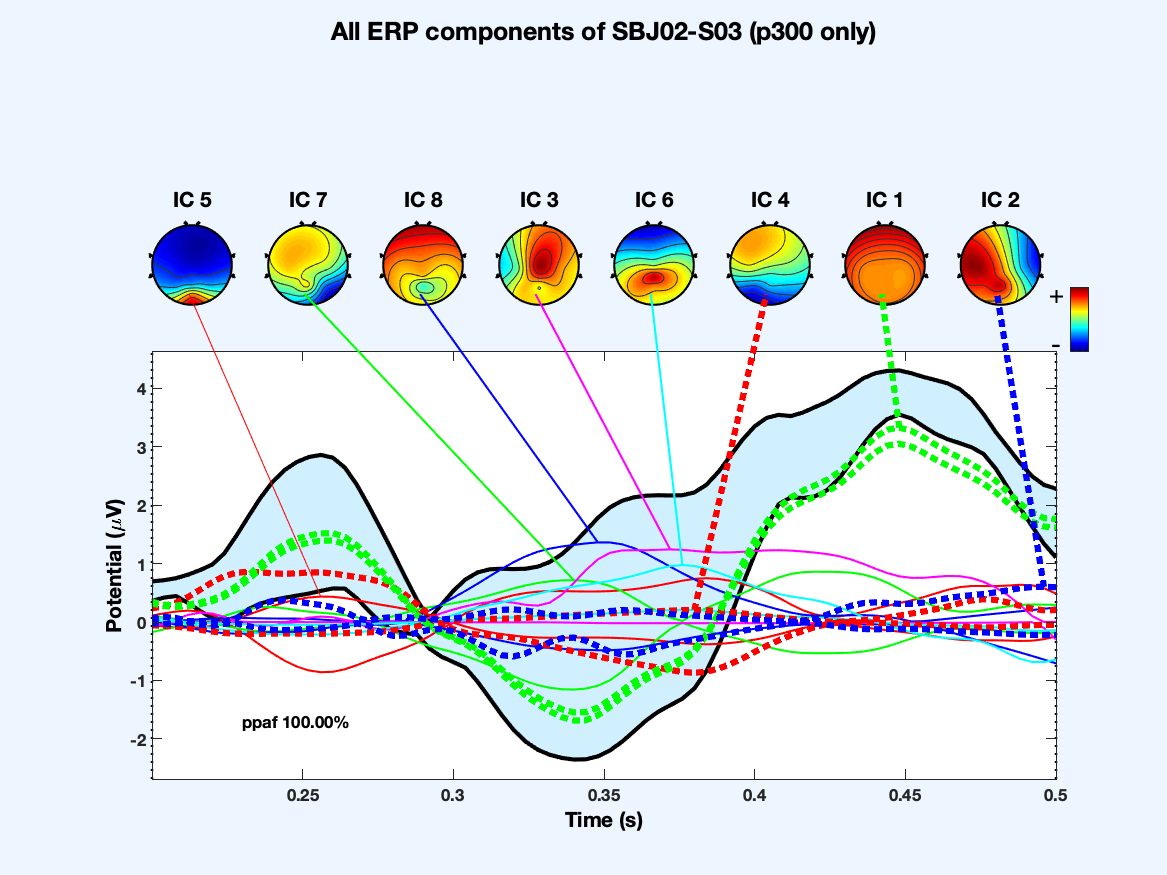 All ERP components of SBJ02-S03 (p300 only)
IC 5 IC 7 IC 8 IC 3 IC 6 IC 4 IC 1 IC 2
+
-
4
3
2
1
0
-1
-2
Potential (μV)
ppaf 100.00%
0.25 0.3 0.35 0.4 0.45 0.5
Time (s)